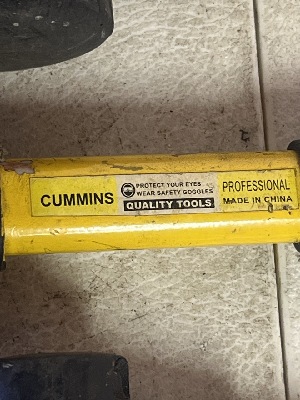 CUMMINS
PROTECT YOUR EYES
WEAR SAFETY GOGGLES
QUALITY TOOLS
PROFESSIONAL
MADE IN CHINA